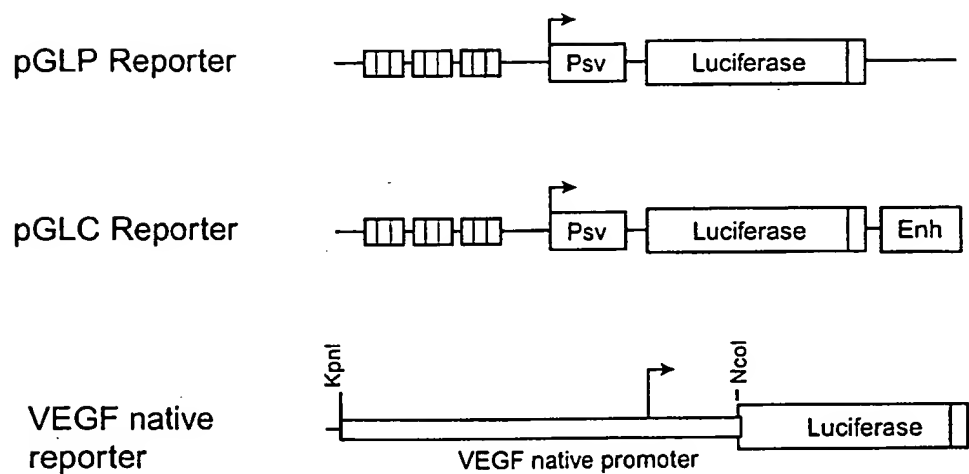 pGLP Reporter
Psv
Luciferase
pGLC Reporter
Psv
Luciferase
Enh
KpnI
NcoI
VEGF native
reporter
Luciferase
VEGF native promoter